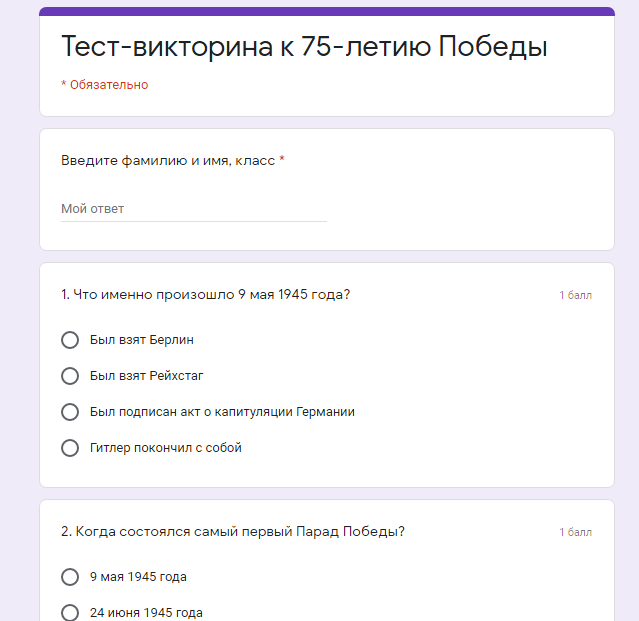 Тест-викторина к 75-летию Победы
* Обязательно
Введите фамилию и имя, класс *
Мой ответ
1. Что именно произошло 9 мая 1945 года?
1 балл
Был взят Берлин
Был взят Рейхстаг
Был подписан акт о капитуляции Германии
Гитлер покончил с собой
2. Когда состоялся самый первый Парад Победы?
1 балл
9 мая 1945 года
24 июня 1945 года